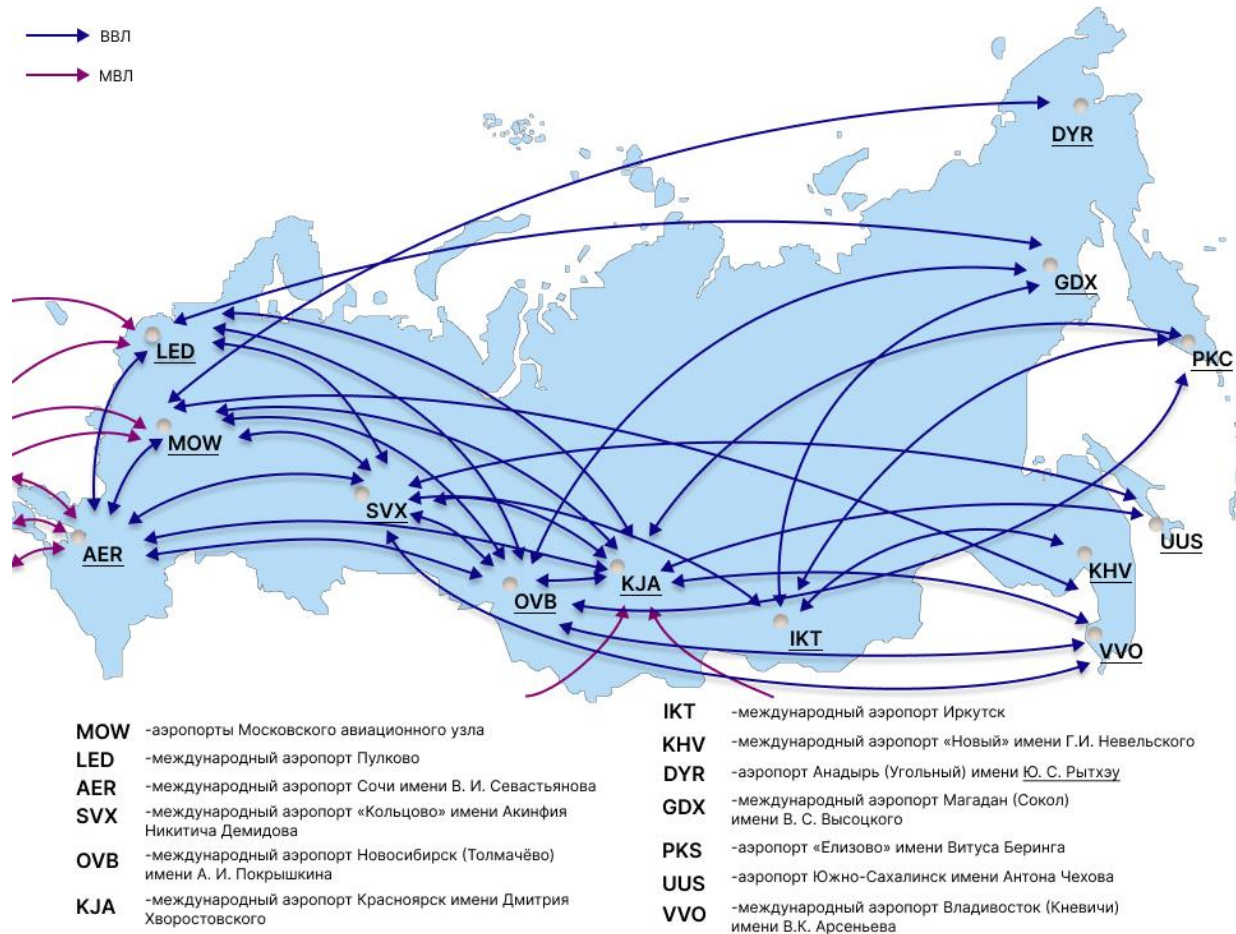 ВВЛ
МВЛ
DYR
GDX
LED
PKC
MOW
SVX
UUS
AER
KJA
KHV
OVB
IKT
VVO
MOW -аэропорты Московского авиационного узла
LED -международный аэропорт Пулково
AER -международный аэропорт Сочи имени В. И. Севастьянова
SVX -международный аэропорт «Кольцово» имени Акинфия
Никитича Демидова
OVB -международный аэропорт Новосибирск (Толмачёво)
имени А. И. Покрышкина
KJA -международный аэропорт Красноярск имени Дмитрия
Хворостовского
IKT -международный аэропорт Иркутск
KHV -международный аэропорт «Новый» имени Г.И. Невельского
DYR -аэропорт Анадырь (Угольный) имени Ю. С. Рытхэу
GDX -международный аэропорт Магадан (Сокол)
имени В. С. Высоцкого
PKS -аэропорт «Елизово» имени Витуса Беринга
UUS -аэропорт Южно-Сахалинск имени Антона Чехова
VVO -международный аэропорт Владивосток (Кневичи)
имени В.К. Арсеньева